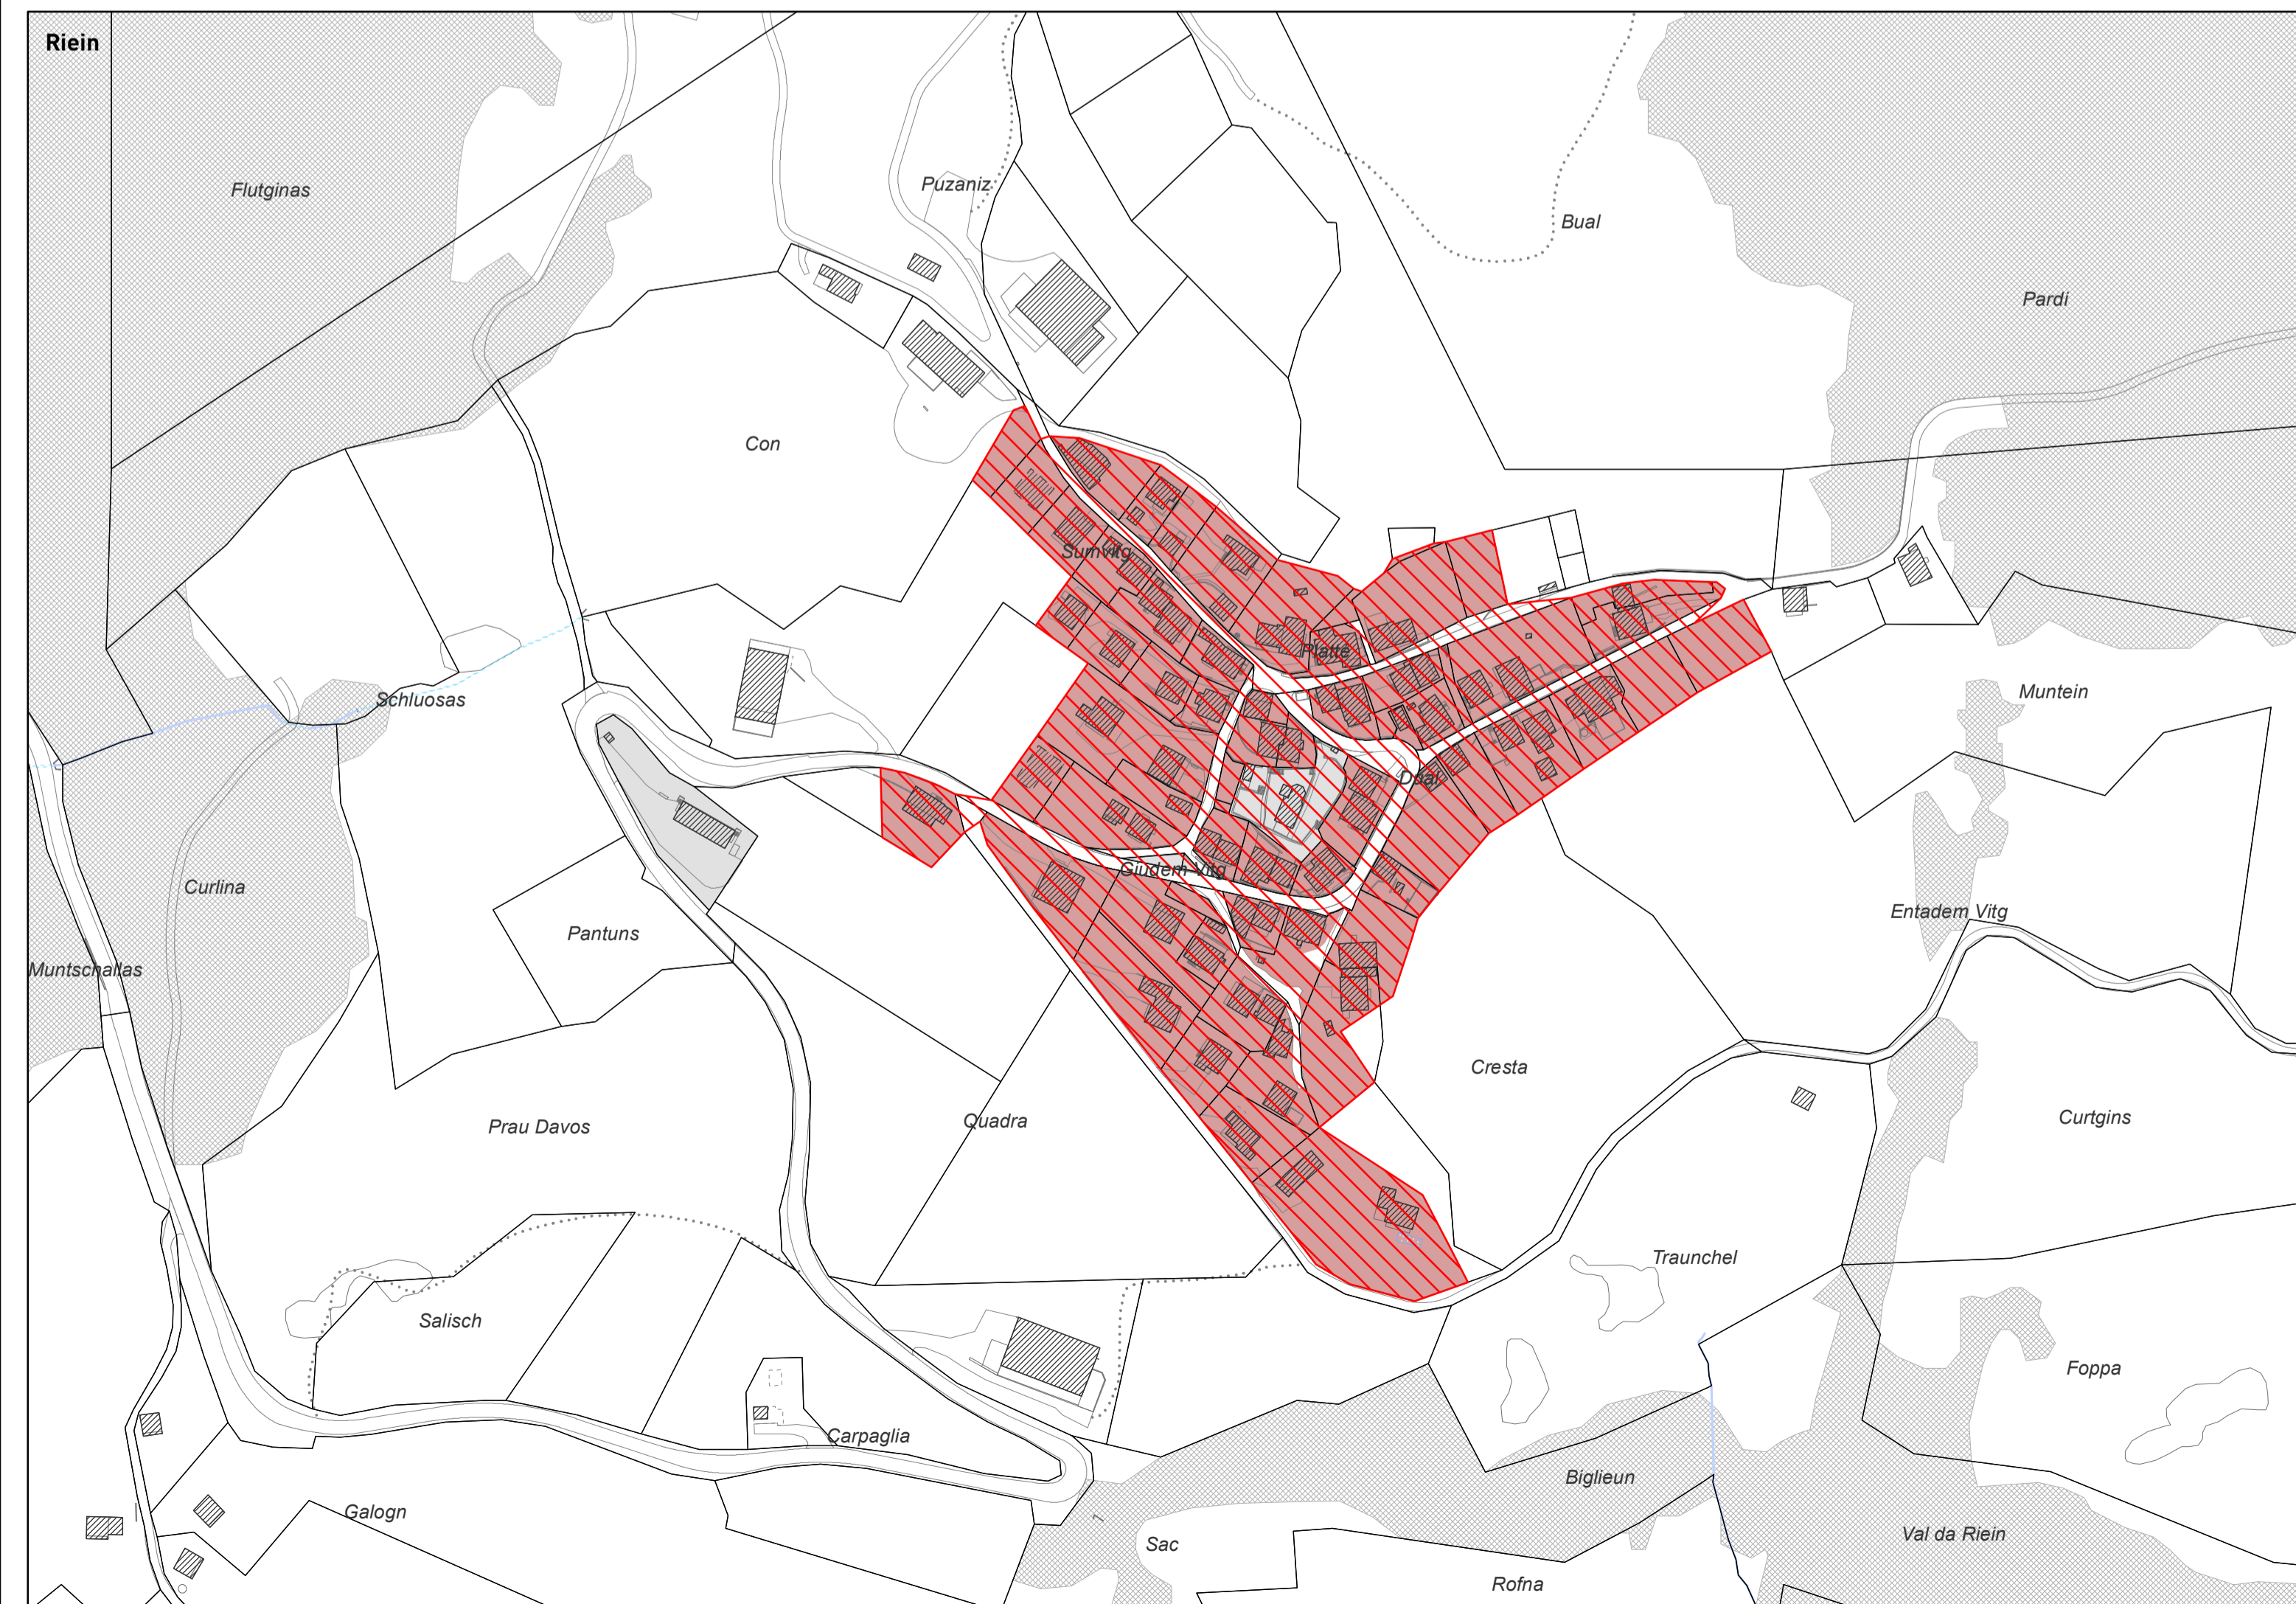 Riein
Flutginas
Puzaniz
Bual
Pardi
Con
Sumvitg
Platte
Schluosas
Muntein
Dual
Giudem Vitg
Curlina
Entadem Vitg
Pantuns
Muntschallas
Cresta
Quadra
Prau Davos
Curtgins
Traunchel
Salisch
Foppa
Carpaglia
Biglieun
Galogn
Val da Riein
Sac
Rofna